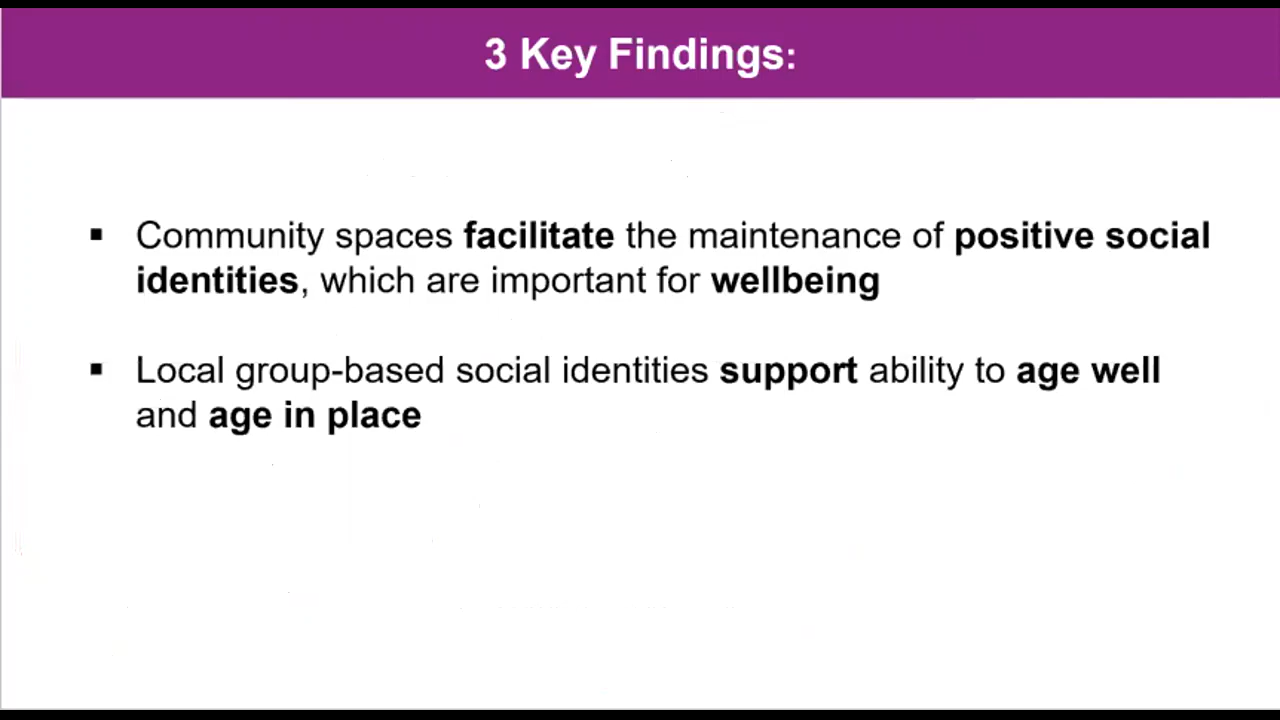 3 Key Findings:
▪ Community spaces facilitate the maintenance of positive social
identities, which are important for wellbeing
▪ Local group-based social identities support ability to age well
and age in place